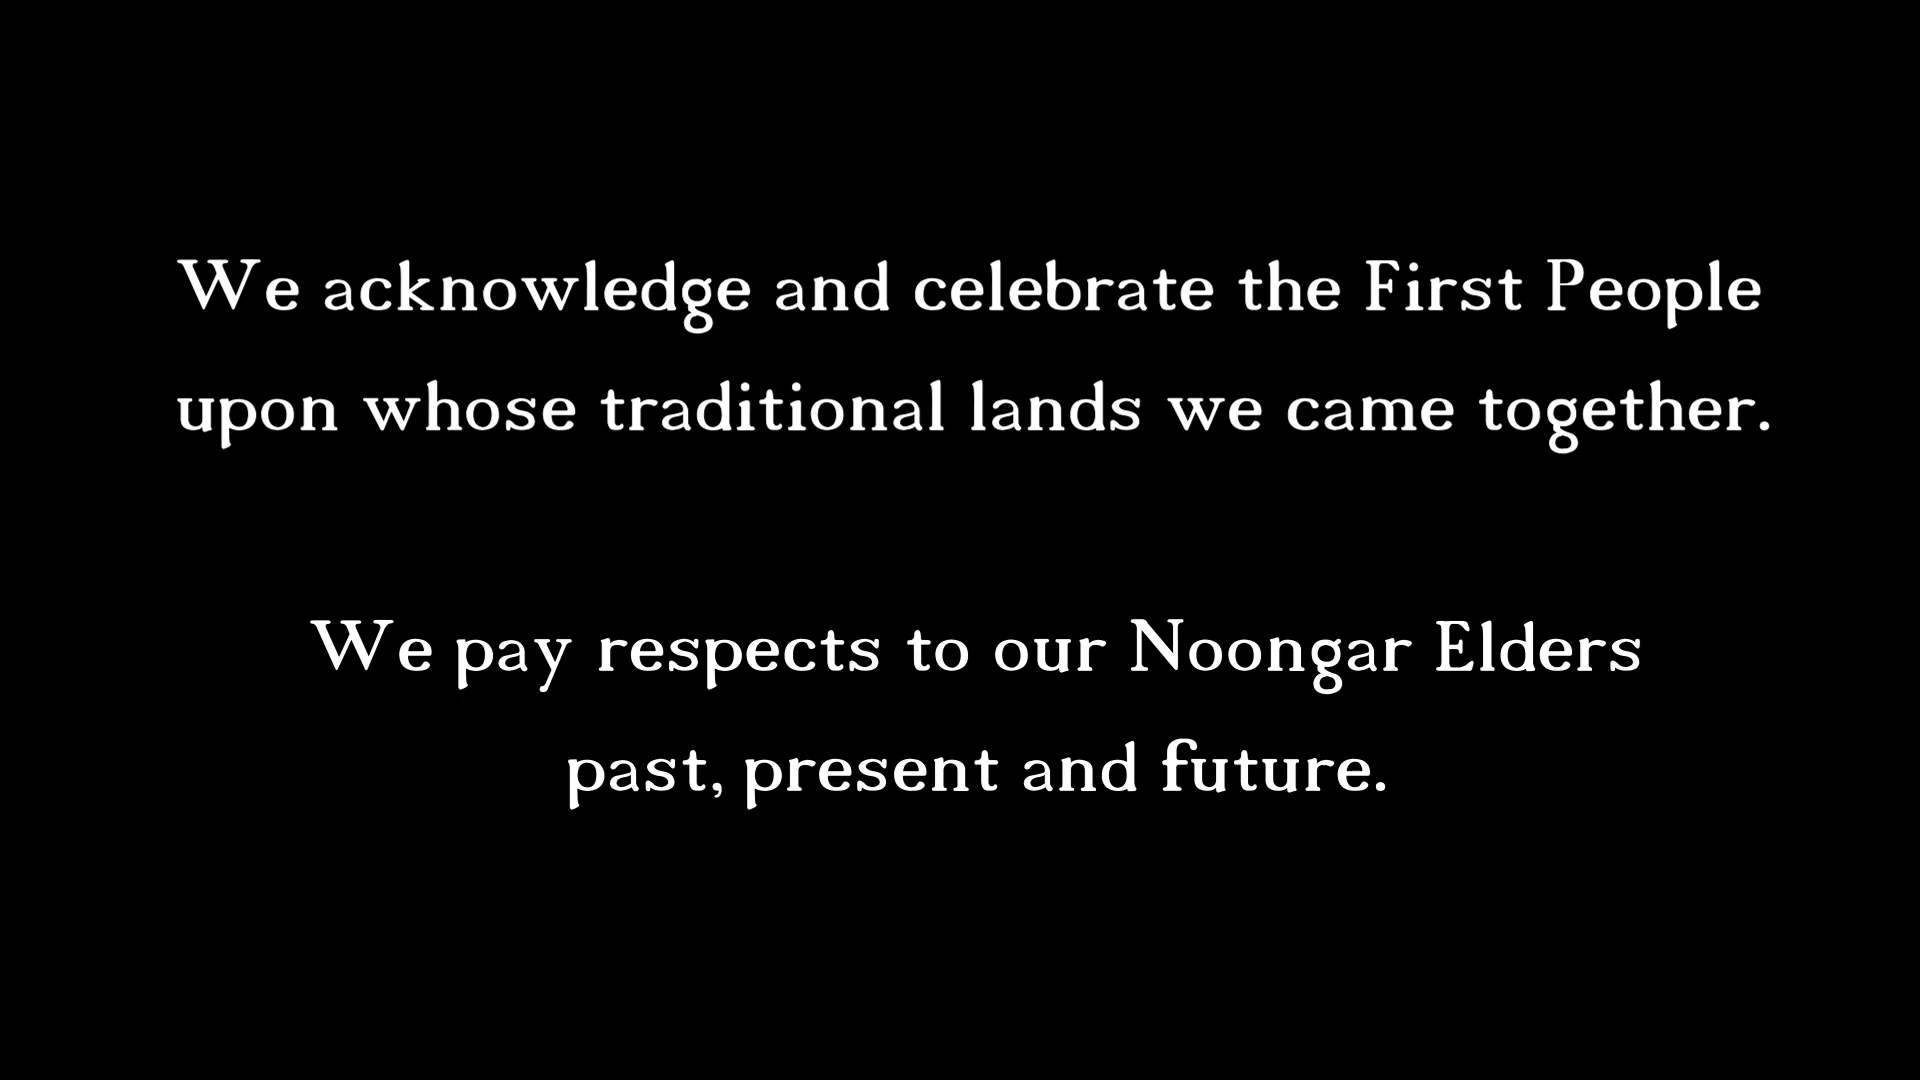 We acknowledge and celebrate the First People
upon whose traditional lands we came together.
We pay respects to our Noongar Elders
past, present and future.